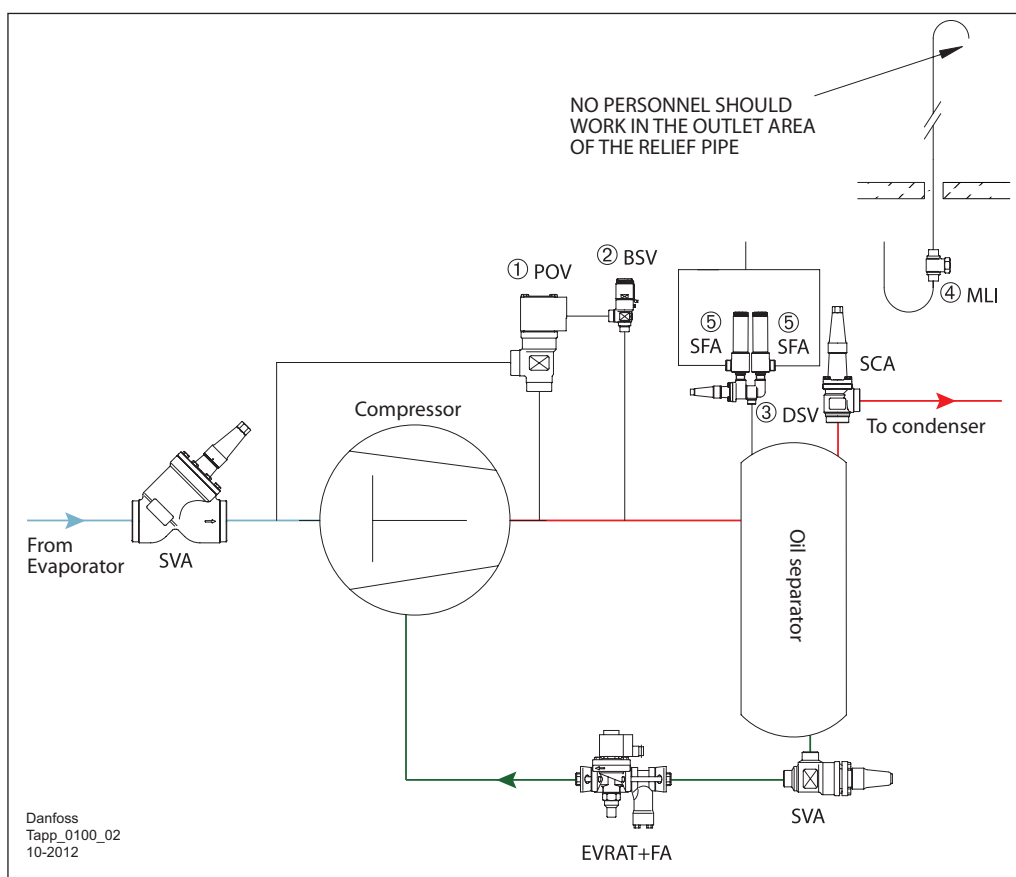 NO PERSONNEL SHOULD
WORK IN THE OUTLET AREA
OF THE RELIEF PIPE
① POV
② BSV
④ MLI
⑤
SFA
⑤
SFA
SCA
③ DSV
To condenser
Compressor
From
Evaporator
SVA
Oil separator
SVA
EVRAT+FA
Danfoss
Tapp_0100_02
10-2012